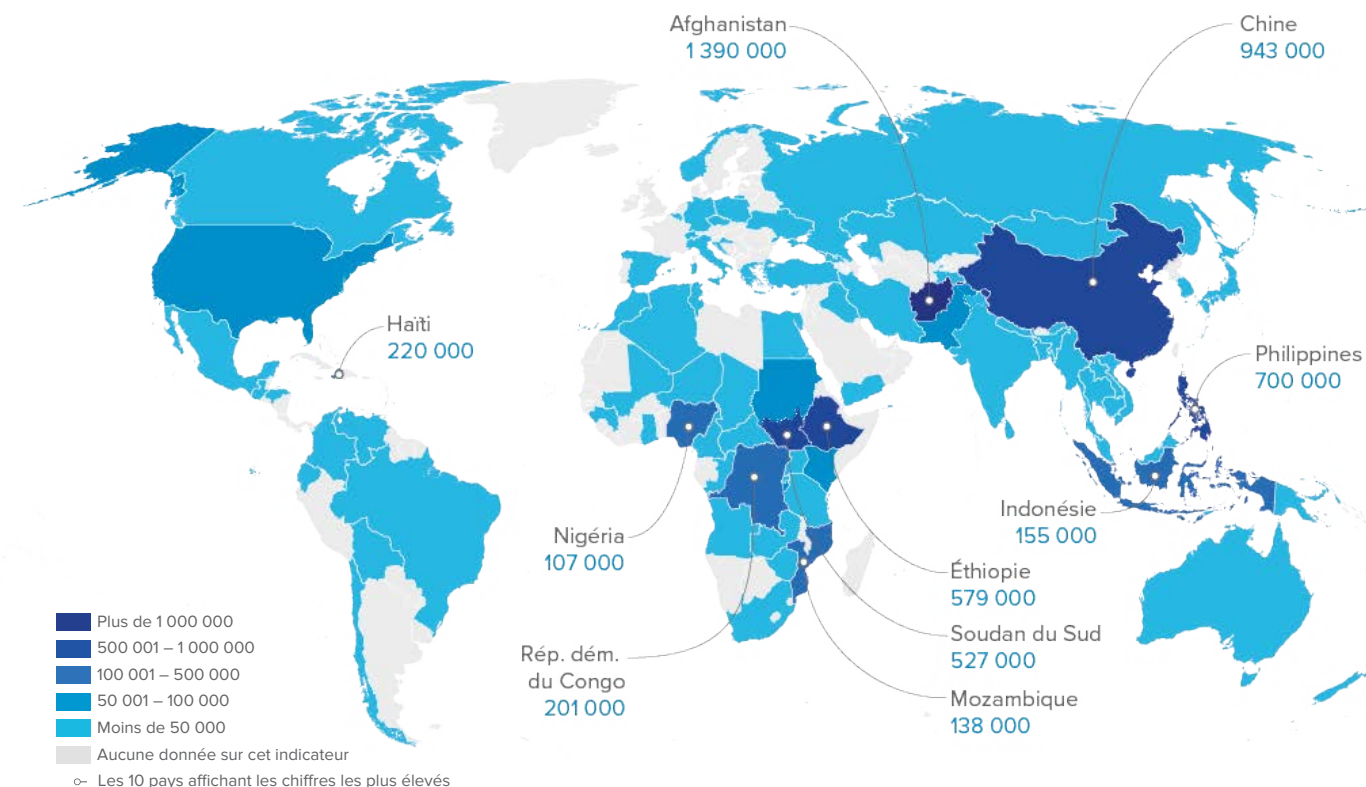 Afghanistan
1 390 000
Chine
943 000
Haïti
220 000
Philippines
700 000
Indonésie
155 000
Nigéria
107 000
Éthiopie
579 000
Soudan du Sud
527 000
Rép. dém.
du Congo
201 000
Mozambique
138 000
Plus de 1 000 000
500 001 – 1 000 000
100 001 – 500 000
50 001 – 100 000
Moins de 50 000
Aucune donnée sur cet indicateur
Les 10 pays affichant les chiffres les plus élevés